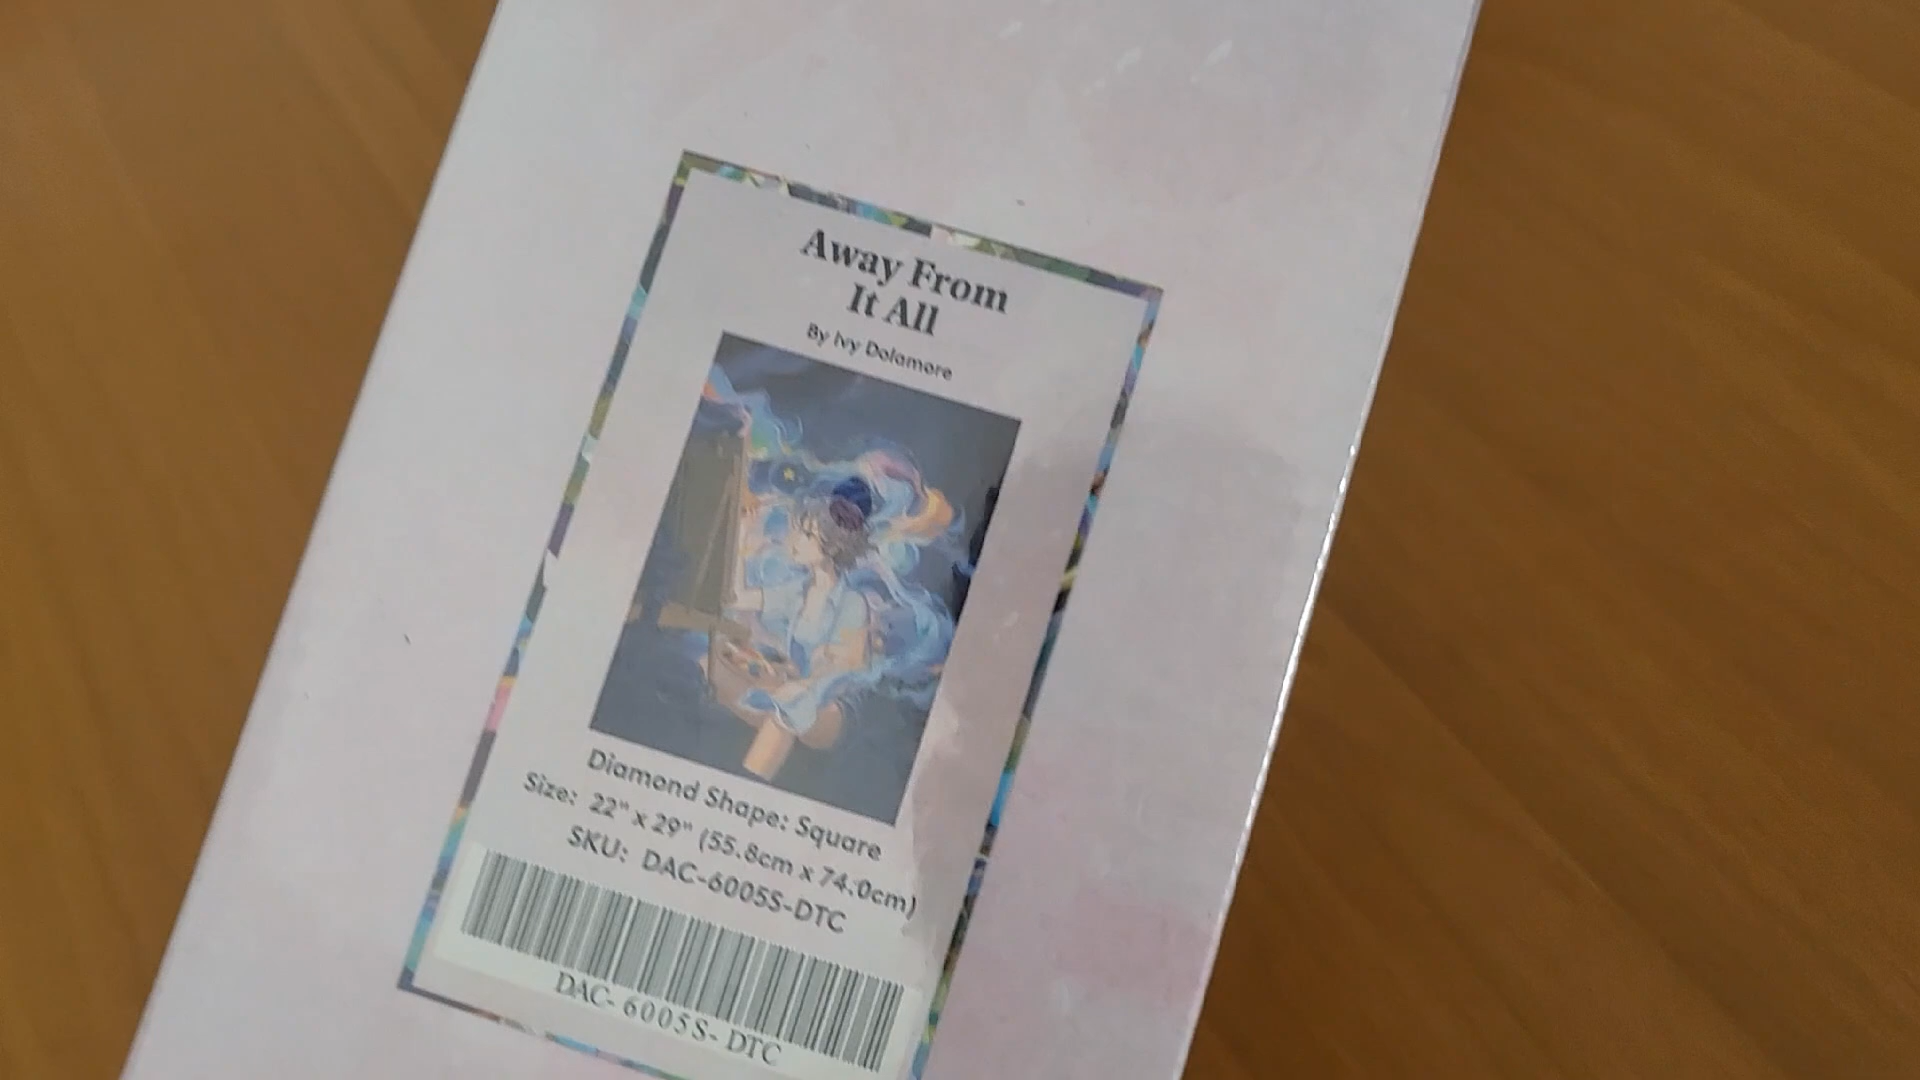 Away From
It All
By Ivy Dolamore
Diamond Shape: Square
Size: 22" x 29" (55.8cm x 74.0cm)
SKU: DAC-6005S-DTC
DAC- 6005S- DTC